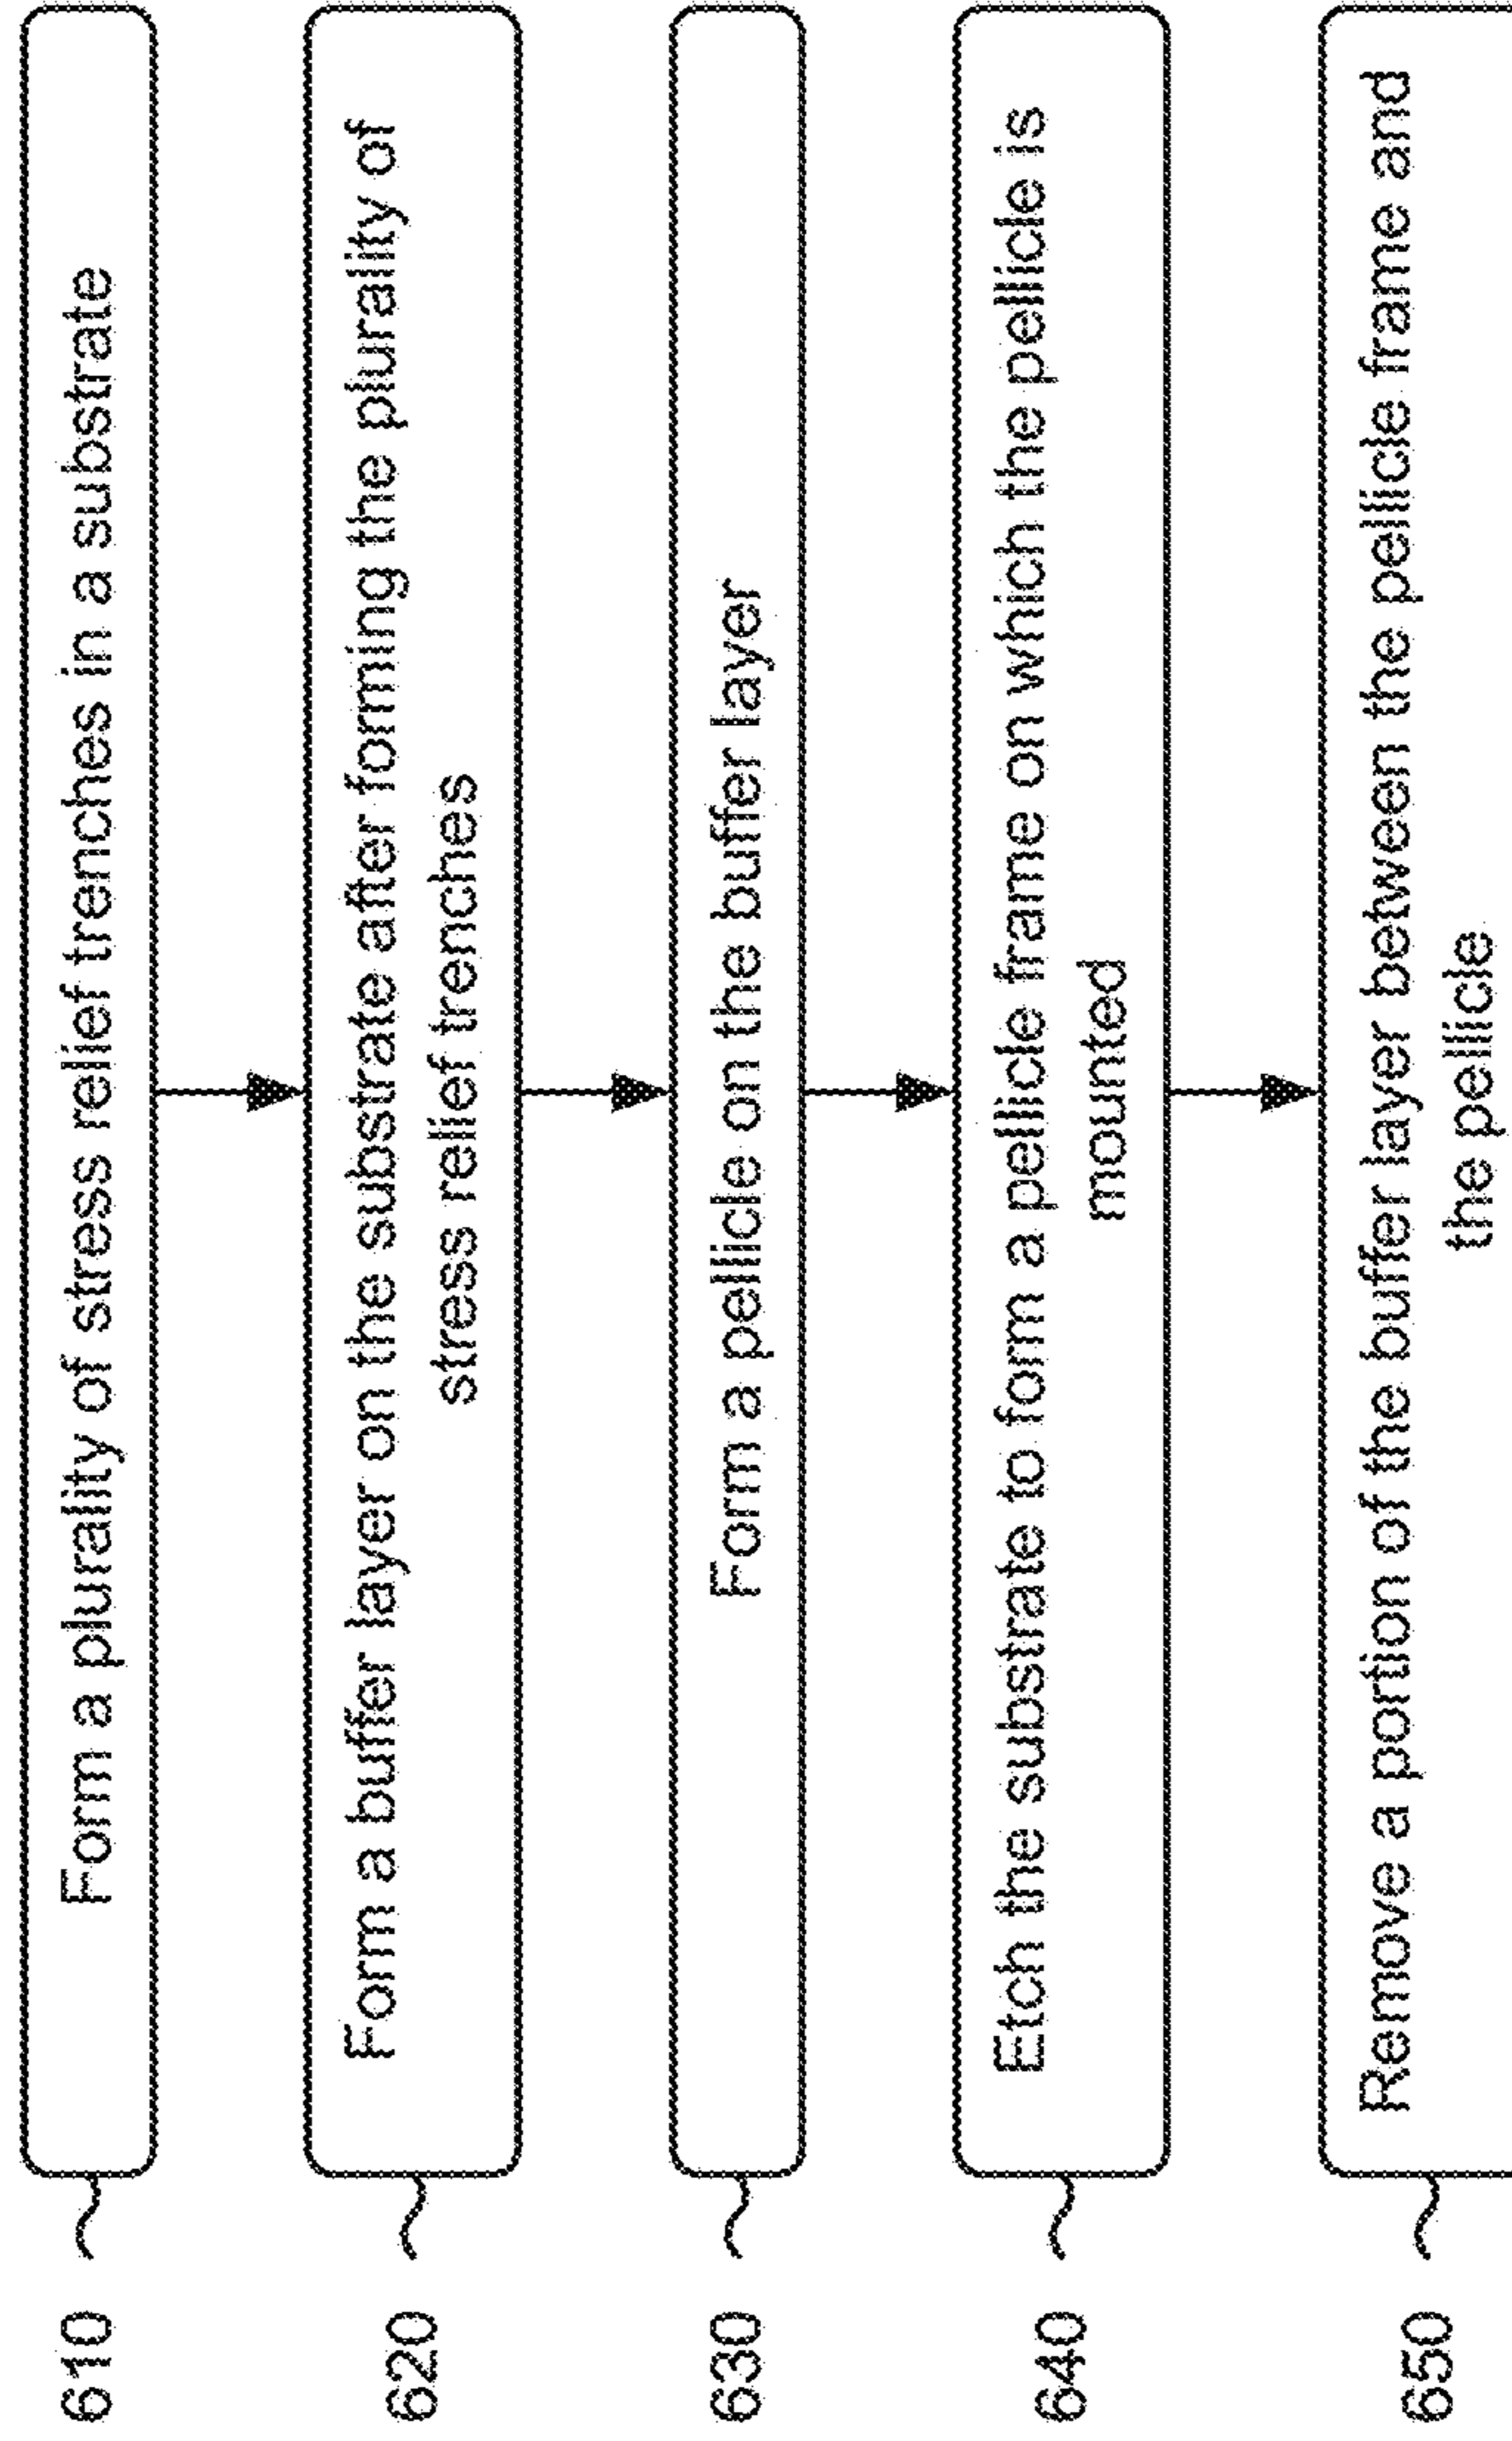 610
Form a plurality of stress relief trenches in a substrate
620
Form a buffer layer on the substrate after forming the plurality of
stress relief trenches
630
Form a pellicle on the buffer layer
640
Etch the substrate to form a pellicle frame on which the pellicle is
mounted
650
Remove a portion of the buffer layer between the pellicle frame and
the pellicle